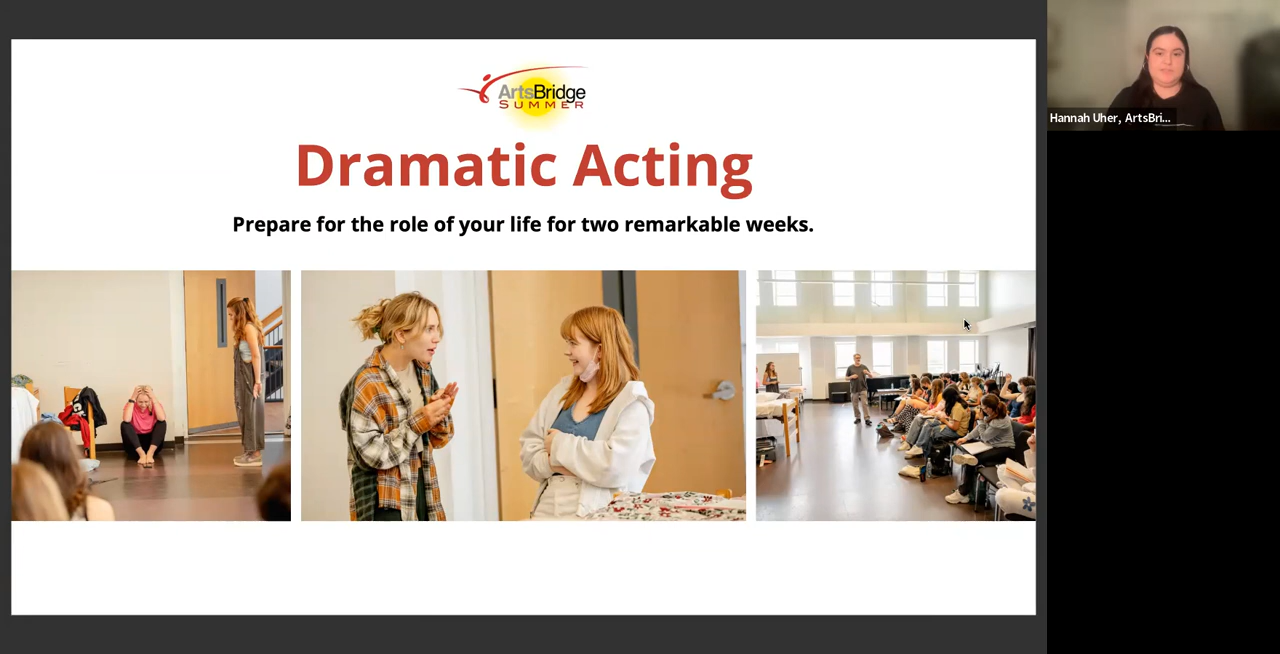 ArtsBridge
SUMMER
Dramatic Acting
Prepare for the role of your life for two remarkable weeks.
Hannah Uher, ArtsBri...